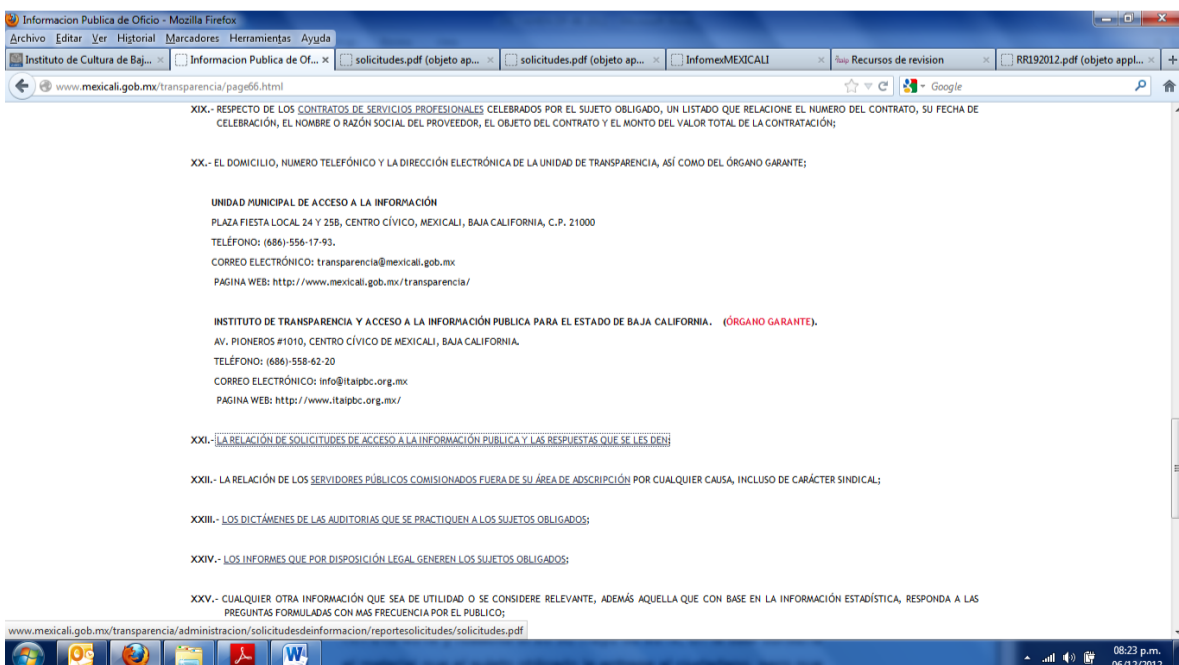 Informacion Publica de Oficio - Mozilla Firefox
Archivo Editar Ver Historial Marcadores Herramientas Ayuda
Instituto de Cultura de Baj... Informacion Publica de Of... solicitudes.pdf (objeto ap... solicitudes.pdf (objeto ap... InfomexMEXICALI Recursos de revision RR192012.pdf (objeto appl...
www.mexicali.gob.mx/transparencia/page66.html Google
XIX.- RESPECTO DE LOS CONTRATOS DE SERVICIOS PROFESIONALES CELEBRADOS POR EL SUJETO OBLIGADO, UN LISTADO QUE RELACIONE EL NUMERO DEL CONTRATO, SU FECHA DE
CELEBRACIÓN, EL NOMBRE O RAZÓN SOCIAL DEL PROVEEDOR, EL OBJETO DEL CONTRATO Y EL MONTO DEL VALOR TOTAL DE LA CONTRATACIÓN;
XX.- EL DOMICILIO, NUMERO TELEFÓNICO Y LA DIRECCIÓN ELECTRÓNICA DE LA UNIDAD DE TRANSPARENCIA, ASÍ COMO DEL ÓRGANO GARANTE;
UNIDAD MUNICIPAL DE ACCESO A LA INFORMACIÓN
PLAZA FIESTA LOCAL 24 Y 25B, CENTRO CÍVICO, MEXICALI, BAJA CALIFORNIA, C.P. 21000
TELÉFONO: (686)-556-17-93.
CORREO ELECTRÓNICO: transparencia@mexicali.gob.mx
PAGINA WEB: http://www.mexicali.gob.mx/transparencia/
INSTITUTO DE TRANSPARENCIA Y ACCESO A LA INFORMACIÓN PUBLICA PARA EL ESTADO DE BAJA CALIFORNIA. (ÓRGANO GARANTE).
AV. PIONEROS #1010, CENTRO CÍVICO DE MEXICALI, BAJA CALIFORNIA.
TELÉFONO: (686)-558-62-20
CORREO ELECTRÓNICO: info@itaipbc.org.mx
PAGINA WEB: http://www.itaipbc.org.mx/
XXI.- LA RELACIÓN DE SOLICITUDES DE ACCESO A LA INFORMACIÓN PUBLICA Y LAS RESPUESTAS QUE SE LES DEN;
XXII.- LA RELACIÓN DE LOS SERVIDORES PÚBLICOS COMISIONADOS FUERA DE SU ÁREA DE ADSCRIPCIÓN POR CUALQUIER CAUSA, INCLUSO DE CARÁCTER SINDICAL;
XXIII.- LOS DICTÁMENES DE LAS AUDITORIAS QUE SE PRACTIQUEN A LOS SUJETOS OBLIGADOS;
XXIV.- LOS INFORMES QUE POR DISPOSICIÓN LEGAL GENEREN LOS SUJETOS OBLIGADOS;
XXV.- CUALQUIER OTRA INFORMACIÓN QUE SEA DE UTILIDAD O SE CONSIDERE RELEVANTE, ADEMÁS AQUELLA QUE CON BASE EN LA INFORMACIÓN ESTADÍSTICA, RESPONDA A LAS
PREGUNTAS FORMULADAS CON MAS FRECUENCIA POR EL PUBLICO;
www.mexicali.gob.mx/transparencia/administracion/solicitudesdeinformacion/reportesolicitudes/solicitudes.pdf
08:23 p.m.
06/12/2012